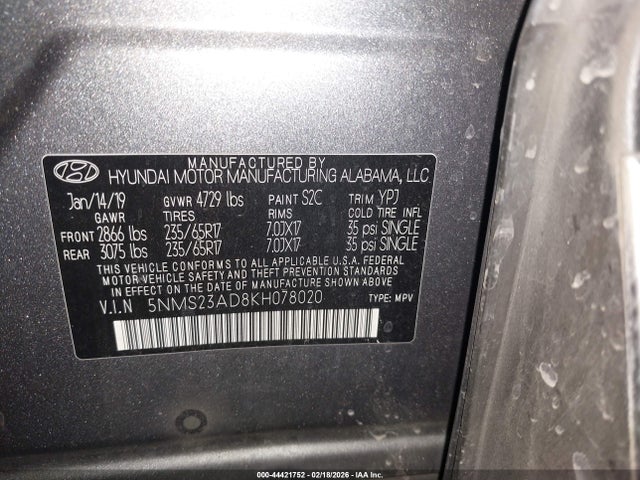 MANUFACTURED BY
HYUNDAI MOTOR MANUFACTURING ALABAMA, LLC.
Jan/14/19 GVWR 4729 lbs PAINT S2C TRIM YPJ
GAWR TIRES RIMS COLD TIRE INFL
FRONT 2866 lbs 235/65R17 7.0JX17 35 psi SINGLE
REAR 3075 lbs 235/65R17 7.0JX17 35 psi SINGLE
THIS VEHICLE CONFORMS TO ALL APPLICABLE U.S.A. FEDERAL
MOTOR VEHICLE SAFETY AND THEFT PREVENTION STANDARDS
IN EFFECT ON THE DATE OF MANUFACTURE SHOWN ABOVE.
V.I.N 5NMS23AD8KH078020 TYPE: MPV
000-44421752 - 02/18/2026 - IAA Inc.